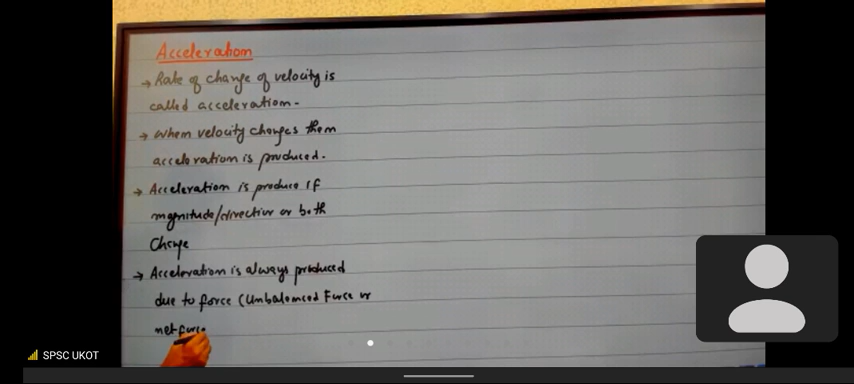 Acceleration
→ Rate of change of velocity is
called acceleration.
→ When velocity changes then
acceleration is produced.
→ Acceleration is produce if
mgnitude/direction or both
Change
→ Acceleration is always produced
due to force (Unbalanced Force or
net force
SPSC UKOT